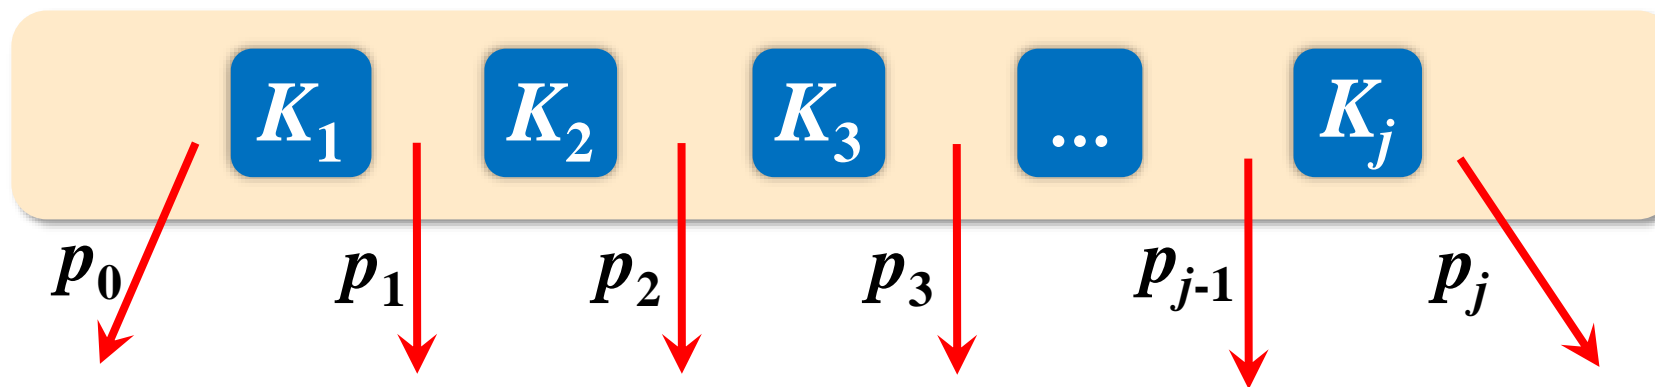 K₁ K₂ K₃ ... Kⱼ
p₀ p₁ p₂ p₃ pⱼ₋₁ pⱼ